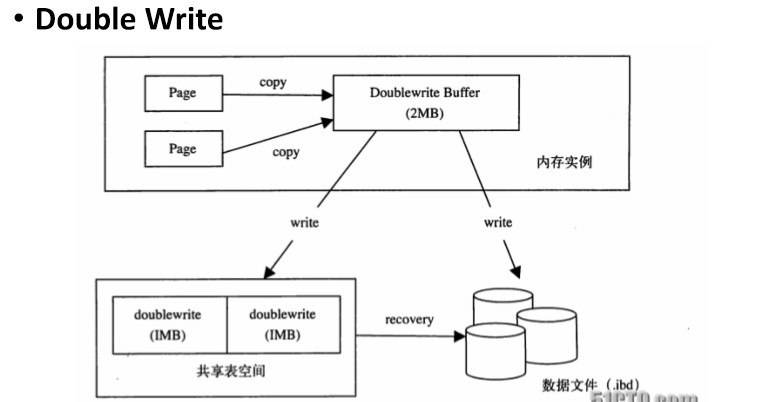 • Double Write
Page
copy
Doublewrite Buffer
(2MB)
Page
copy
内存实例
write
write
doublewrite
(IMB)
doublewrite
(IMB)
recovery
共享表空间
数据文件（.ibd）
51CTO.com